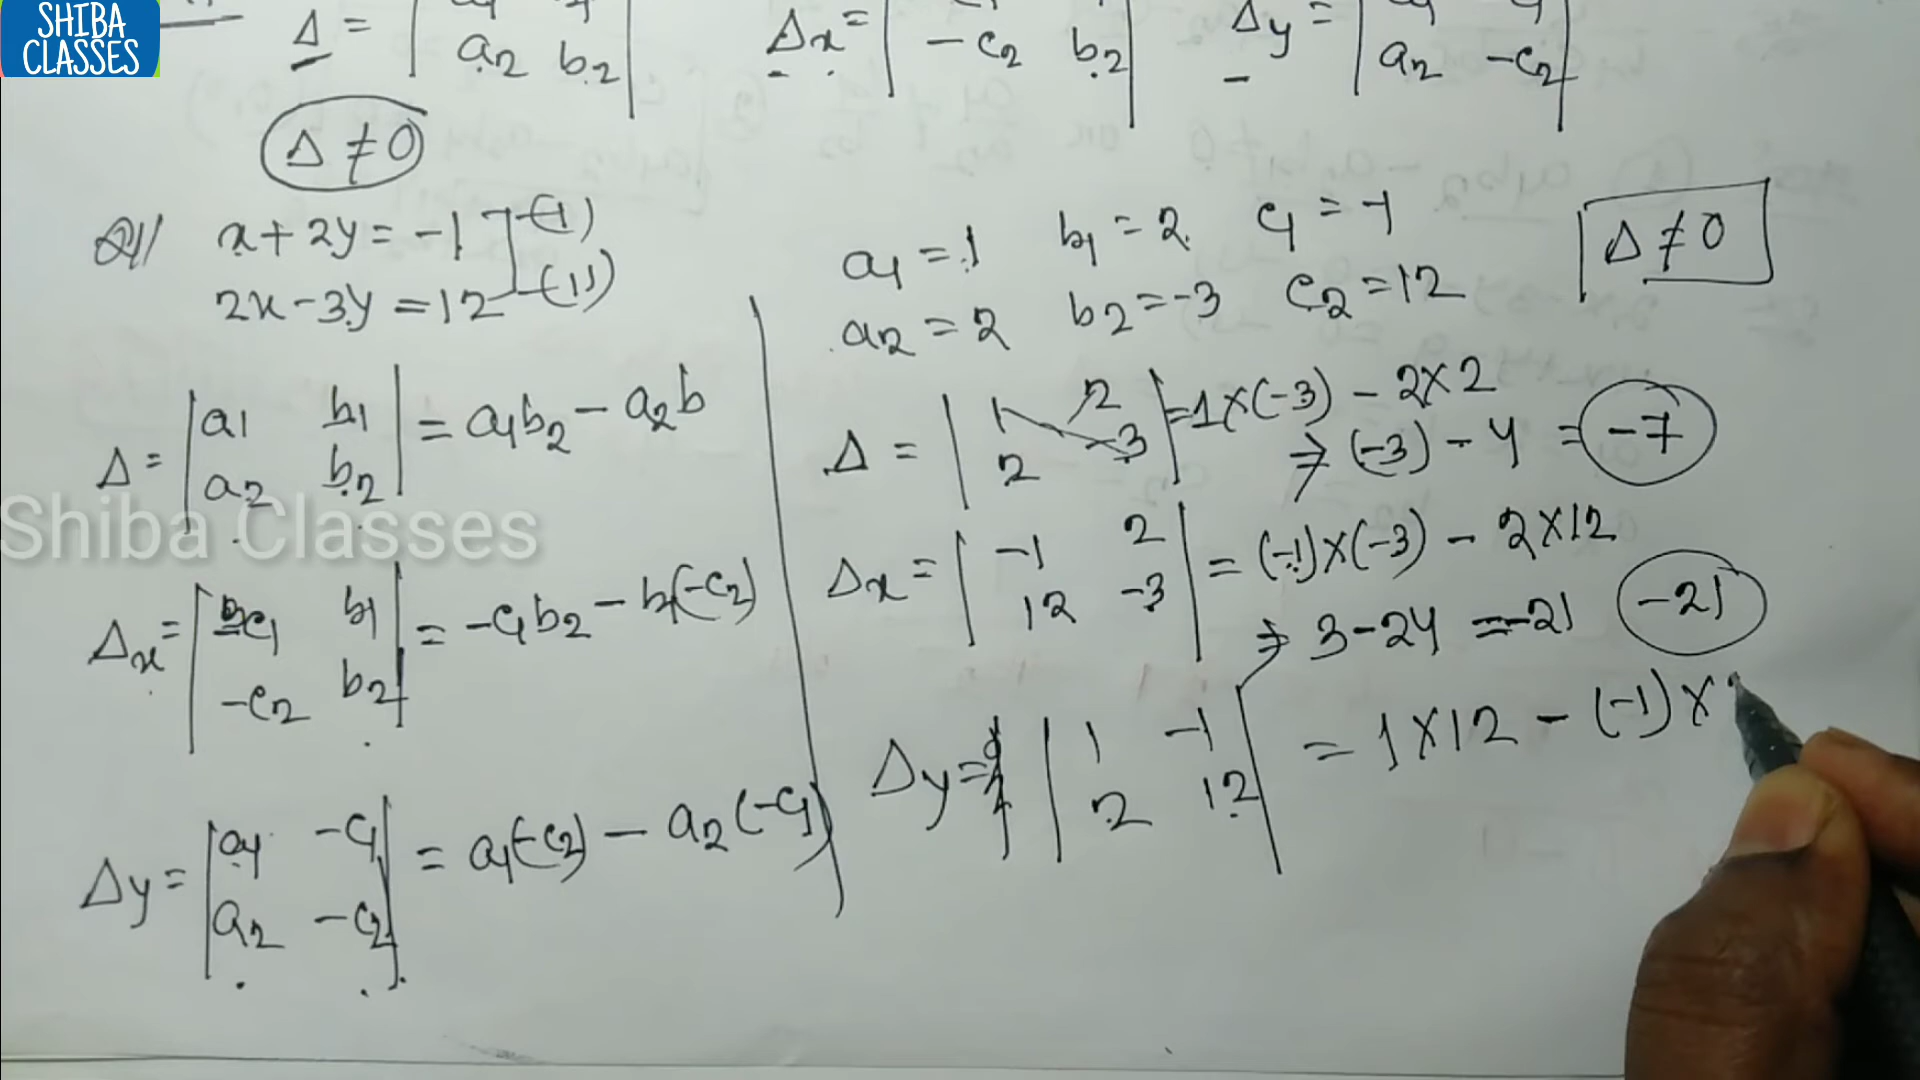 SHIBA
CLASSES
Δ = | a2 b2 |
Δx = | -c2 b2 |
Δy = | a2 -c2 |
Δ ≠ 0
Q1/ x + 2y = -1 (i)
2x - 3y = 12 (ii)
a1 = 1 b1 = 2 c1 = -1
a2 = 2 b2 = -3 c2 = 12
Δ ≠ 0
Δ = | a1 b1 | = a1b2 - a2b
| a2 b2 |
Δx = | -c1 b1 | = -c1b2 - b1(-c2)
| -c2 b2 |
Δy = | a1 -c1 | = a1(-c2) - a2(-c1)
| a2 -c2 |
Shiba Classes
Δ = | 1 2 | = 1×(-3) - 2×2
| 2 -3 | ⇒ (-3) - 4 = -7
Δx = | -1 2 | = (-1)×(-3) - 2×12
| 12 -3 |
⇒ 3-24 = -21 -21
Δy = | 1 -1 | = 1×12 - (-1)×
| 2 12 |